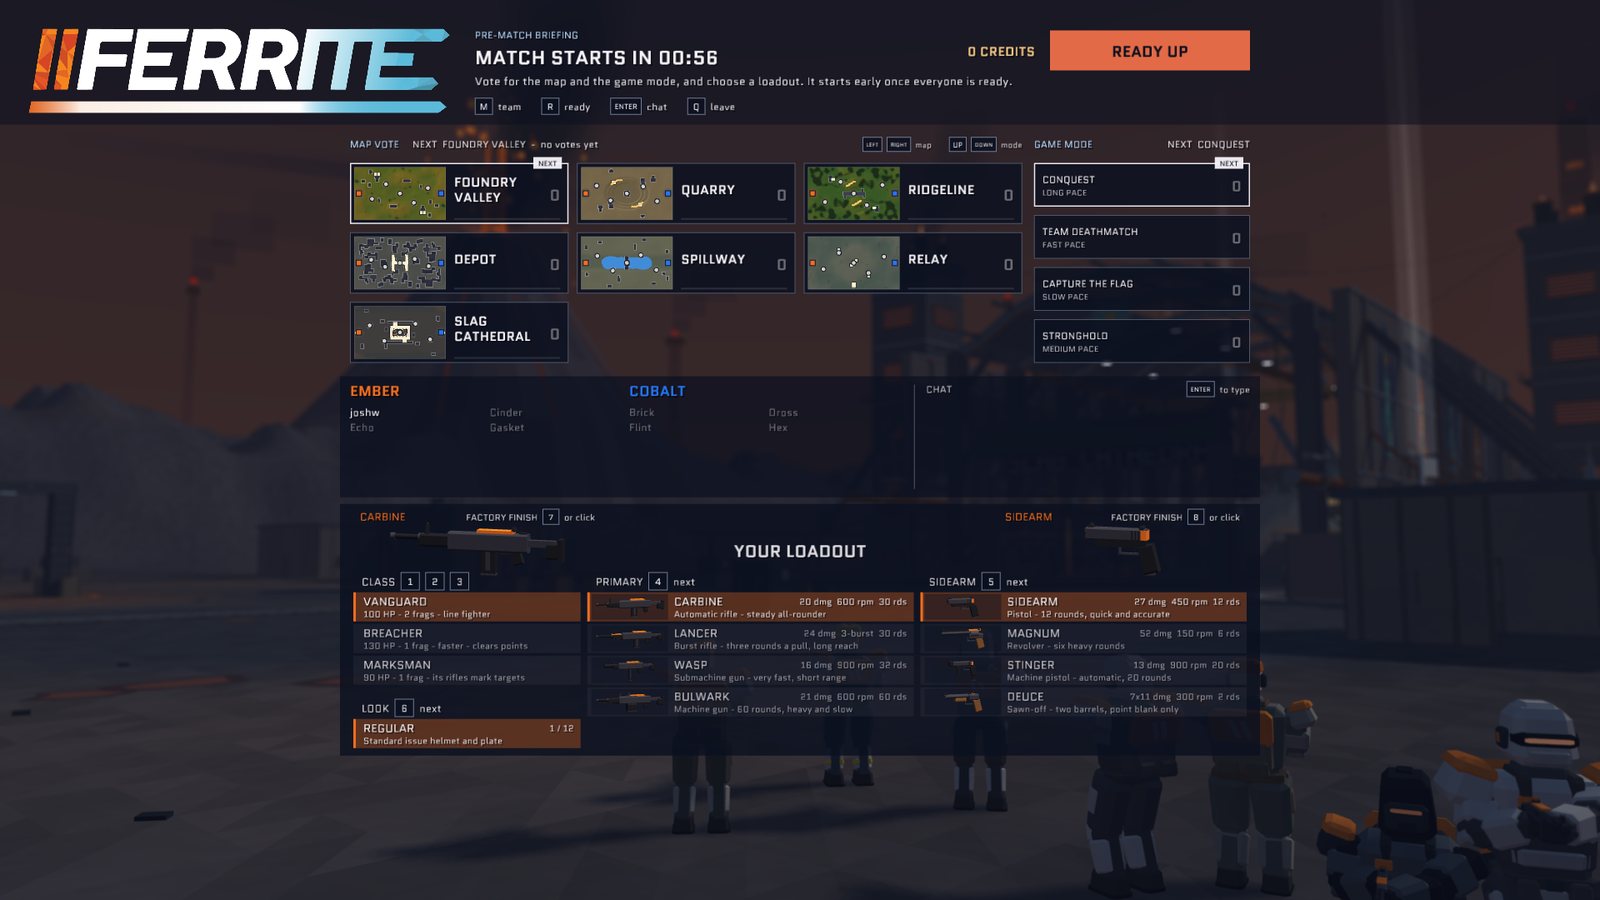 FERRITE
PRE-MATCH BRIEFING
MATCH STARTS IN 00:56
Vote for the map and the game mode, and choose a loadout. It starts early once everyone is ready.
M team R ready ENTER chat Q leave
0 CREDITS
READY UP
MAP VOTE NEXT FOUNDRY VALLEY - no votes yet
LEFT RIGHT map UP DOWN mode
GAME MODE NEXT CONQUEST
NEXT
FOUNDRY VALLEY 0
QUARRY 0
RIDGELINE 0
DEPOT 0
SPILLWAY 0
RELAY 0
SLAG CATHEDRAL 0
NEXT
CONQUEST 0
LONG PACE
TEAM DEATHMATCH 0
FAST PACE
CAPTURE THE FLAG 0
SLOW PACE
STRONGHOLD 0
MEDIUM PACE
EMBER
joshw Cinder
Echo Gasket
COBALT
Brick Dross
Flint Hex
CHAT ENTER to type
CARBINE FACTORY FINISH 7 or click
SIDEARM FACTORY FINISH 8 or click
YOUR LOADOUT
CLASS 1 2 3
VANGUARD
100 HP - 2 frags - line fighter
BREACHER
130 HP - 1 frag - faster - clears points
MARKSMAN
90 HP - 1 frag - its rifles mark targets
LOOK 6 next
REGULAR 1 / 12
Standard issue helmet and plate
PRIMARY 4 next
CARBINE 20 dmg 600 rpm 30 rds
Automatic rifle - steady all-rounder
LANCER 24 dmg 3-burst 30 rds
Burst rifle - three rounds a pull, long reach
WASP 16 dmg 900 rpm 32 rds
Submachine gun - very fast, short range
BULWARK 21 dmg 600 rpm 60 rds
Machine gun - 60 rounds, heavy and slow
SIDEARM 5 next
SIDEARM 27 dmg 450 rpm 12 rds
Pistol - 12 rounds, quick and accurate
MAGNUM 52 dmg 150 rpm 6 rds
Revolver - six heavy rounds
STINGER 13 dmg 900 rpm 20 rds
Machine pistol - automatic, 20 rounds
DEUCE 7x11 dmg 300 rpm 2 rds
Sawn-off - two barrels, point blank only